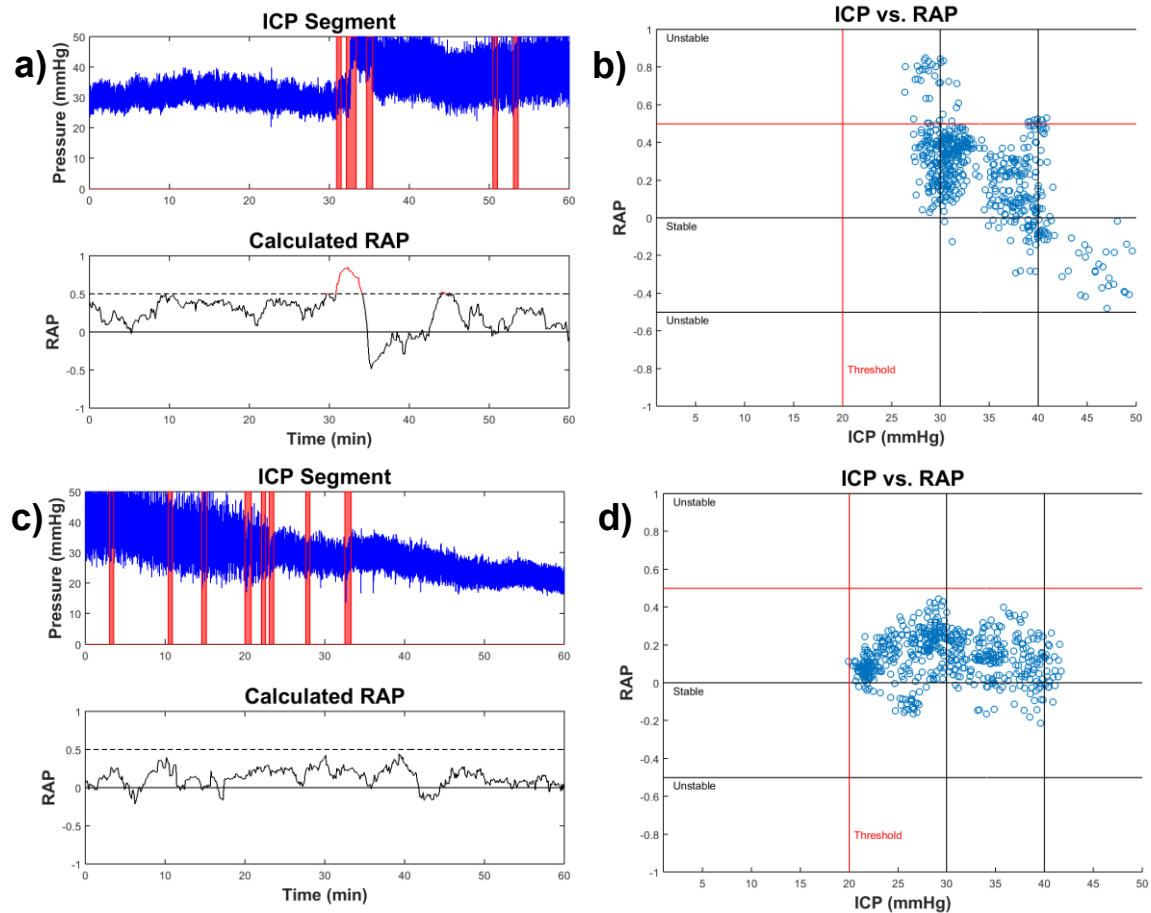 a)
ICP Segment
Pressure (mmHg)
50
40
30
20
10
0
0 10 20 30 40 50 60
Calculated RAP
RAP
1
0.5
0
-0.5
-1
0 10 20 30 40 50 60
Time (min)
b)
ICP vs. RAP
RAP
1
0.8
0.6
0.4
0.2
0
-0.2
-0.4
-0.6
-0.8
-1
Unstable
Stable
Unstable
Threshold
5 10 15 20 25 30 35 40 45 50
ICP (mmHg)
c)
ICP Segment
Pressure (mmHg)
50
40
30
20
10
0
0 10 20 30 40 50 60
Calculated RAP
RAP
1
0.5
0
-0.5
-1
0 10 20 30 40 50 60
Time (min)
d)
ICP vs. RAP
RAP
1
0.8
0.6
0.4
0.2
0
-0.2
-0.4
-0.6
-0.8
-1
Unstable
Stable
Unstable
Threshold
5 10 15 20 25 30 35 40 45 50
ICP (mmHg)